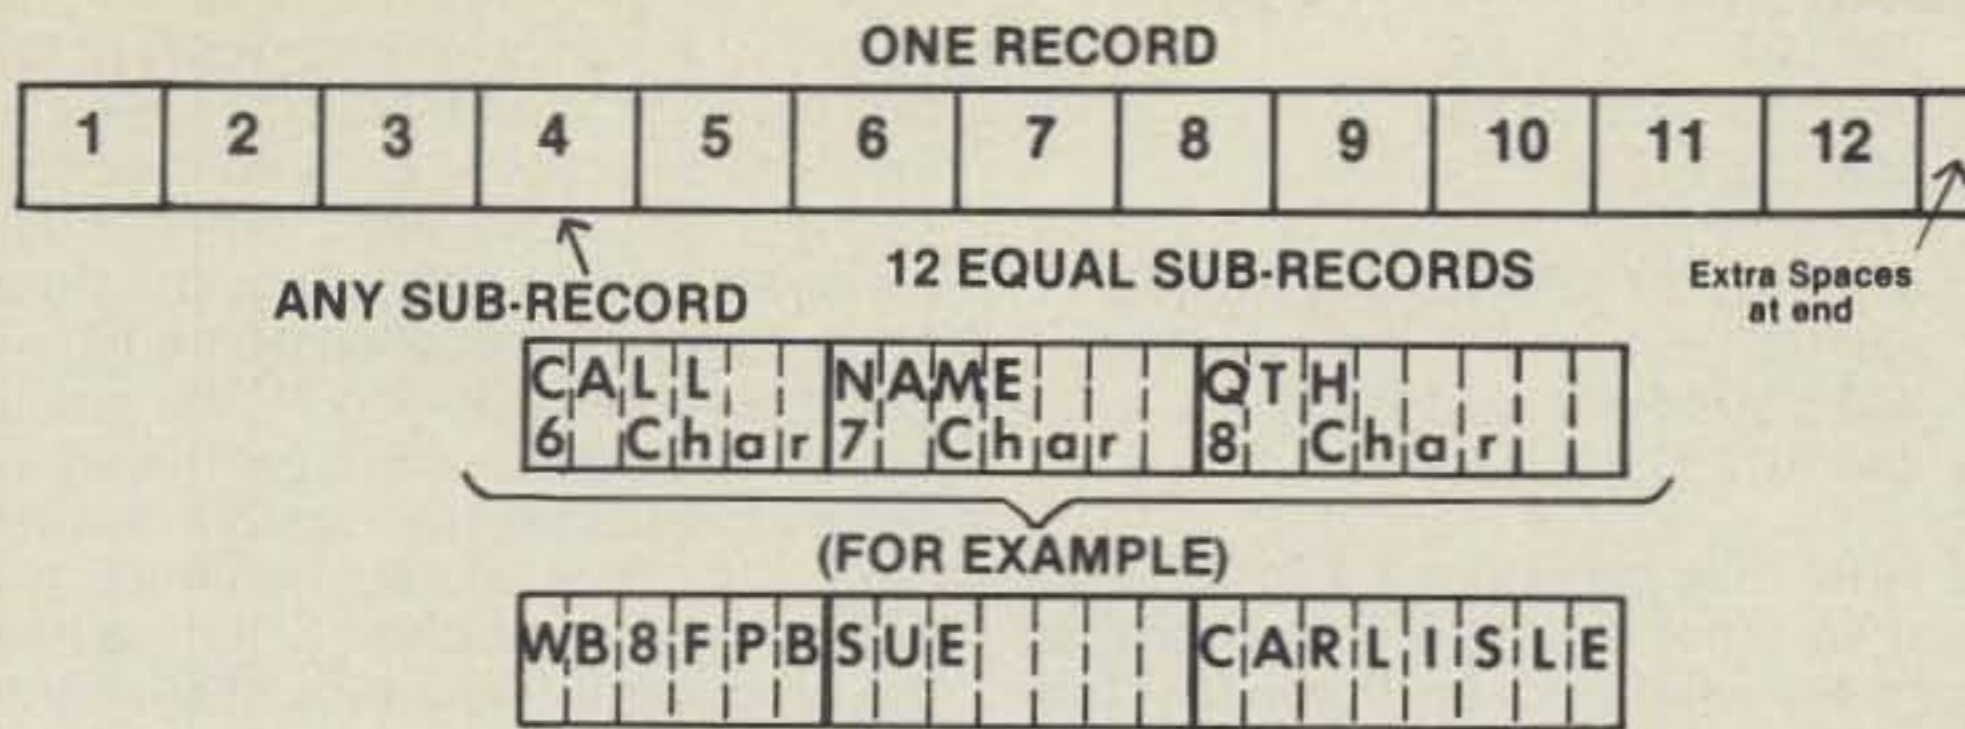 ONE RECORD
1 2 3 4 5 6 7 8 9 10 11 12
12 EQUAL SUB-RECORDS
Extra Spaces
at end
ANY SUB-RECORD
CALL NAME QTH
6 Char 7 Char 8 Char
(FOR EXAMPLE)
WB8FPB SUE CARLISLE